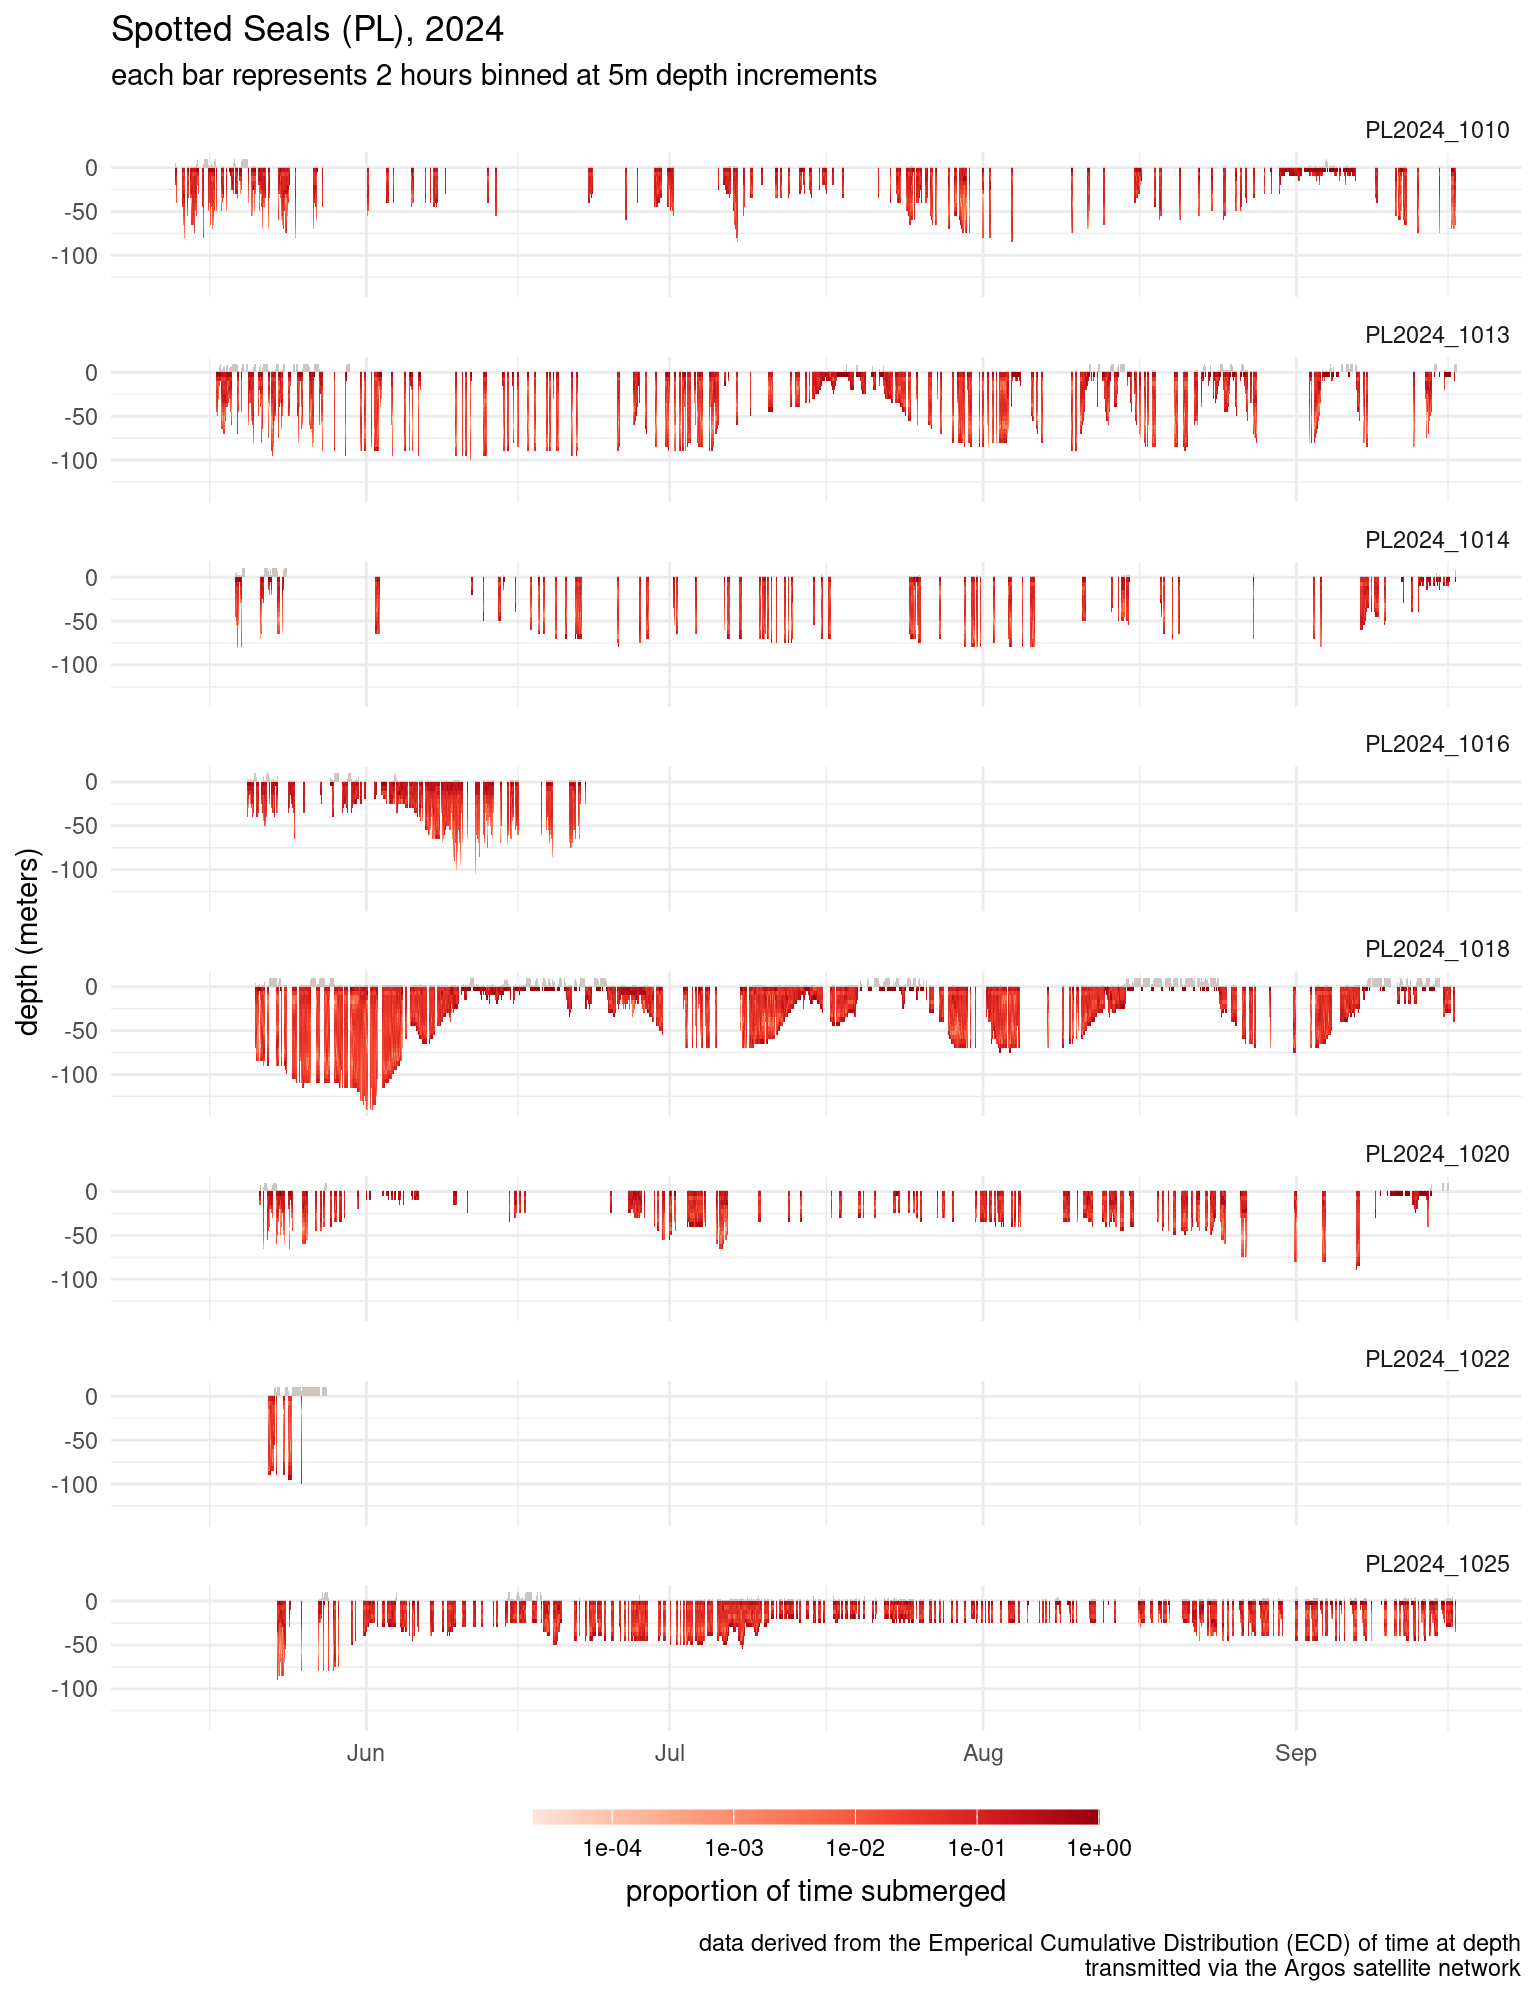 Spotted Seals (PL), 2024
each bar represents 2 hours binned at 5m depth increments
PL2024_1010
0
-50
-100
PL2024_1013
0
-50
-100
PL2024_1014
0
-50
-100
PL2024_1016
0
-50
-100
depth (meters)
PL2024_1018
0
-50
-100
PL2024_1020
0
-50
-100
PL2024_1022
0
-50
-100
PL2024_1025
0
-50
-100
Jun Jul Aug Sep
1e-04 1e-03 1e-02 1e-01 1e+00
proportion of time submerged
data derived from the Emperical Cumulative Distribution (ECD) of time at depth
transmitted via the Argos satellite network